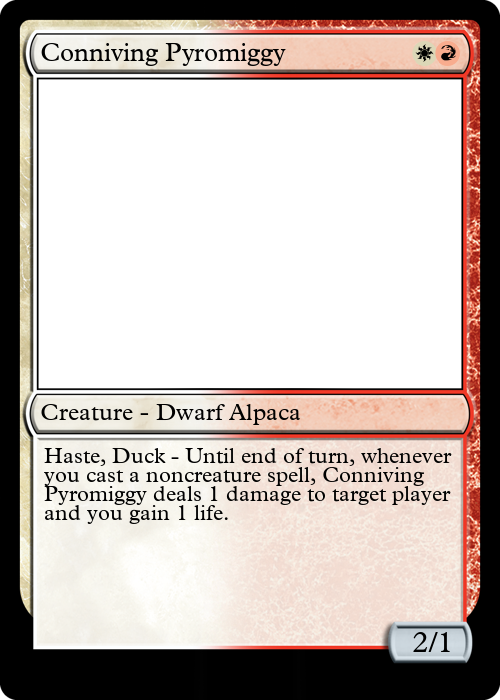 Conniving Pyromiggy
Creature - Dwarf Alpaca
Haste, Duck - Until end of turn, whenever
you cast a noncreature spell, Conniving
Pyromiggy deals 1 damage to target player
and you gain 1 life.
2/1